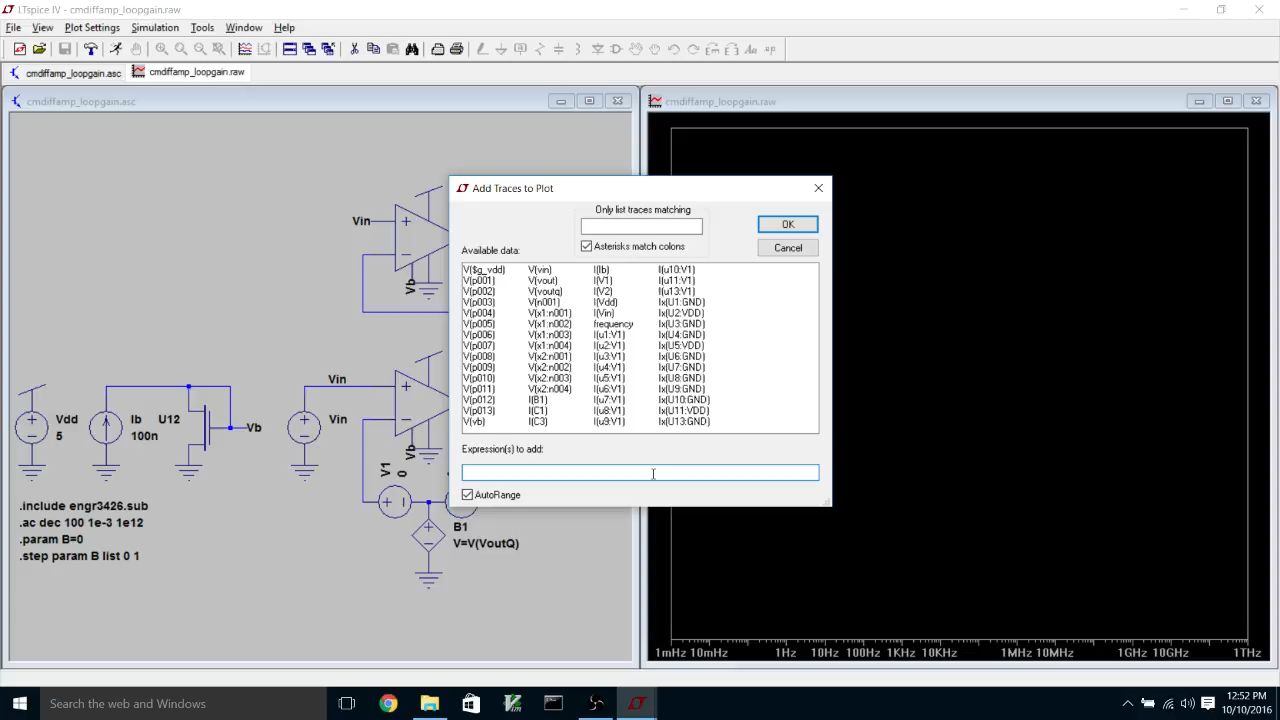 LTspice IV - cmdiffamp_loopgain.raw
File View Plot Settings Simulation Tools Window Help
cmdiffamp_loopgain.asc cmdiffamp_loopgain.raw
cmdiffamp_loopgain.asc
cmdiffamp_loopgain.raw
Add Traces to Plot
Only list traces matching
OK
Asterisks match colons
Cancel
Available data:
V($g_vdd) V(vin) I(Ib) I(u10:V1)
V(p001) V(vout) I(V1) I(u11:V1)
V(p002) V(voutq) I(V2) I(u13:V1)
V(p003) V(n001) I(Vdd) Ix(U1:GND)
V(p004) V(x1:n001) I(Vin) Ix(U2:VDD)
V(p005) V(x1:n002) frequency Ix(U3:GND)
V(p006) V(x1:n003) I(u1:V1) Ix(U4:GND)
V(p007) V(x1:n004) I(u2:V1) Ix(U5:VDD)
V(p008) V(x2:n001) I(u3:V1) Ix(U6:GND)
V(p009) V(x2:n002) I(u4:V1) Ix(U7:GND)
V(p010) V(x2:n003) I(u5:V1) Ix(U8:GND)
V(p011) V(x2:n004) I(u6:V1) Ix(U9:GND)
V(p012) I(B1) I(u7:V1) Ix(U10:GND)
V(p013) I(C1) I(u8:V1) Ix(U11:VDD)
V(vb) I(C3) I(u9:V1) Ix(U13:GND)
Expression(s) to add:
AutoRange
Vin
Vb
Vin
Vdd
5
Ib
100n
U12
Vb
Vin
Vb
V1
0
B1
V=V(VoutQ)
.include engr3426.sub
.ac dec 100 1e-3 1e12
.param B=0
.step param B list 0 1
1mHz 10mHz 1Hz 10Hz 100Hz 1KHz 10KHz 1MHz 10MHz 1GHz 10GHz 1THz
Search the web and Windows
12:52 PM
10/10/2016